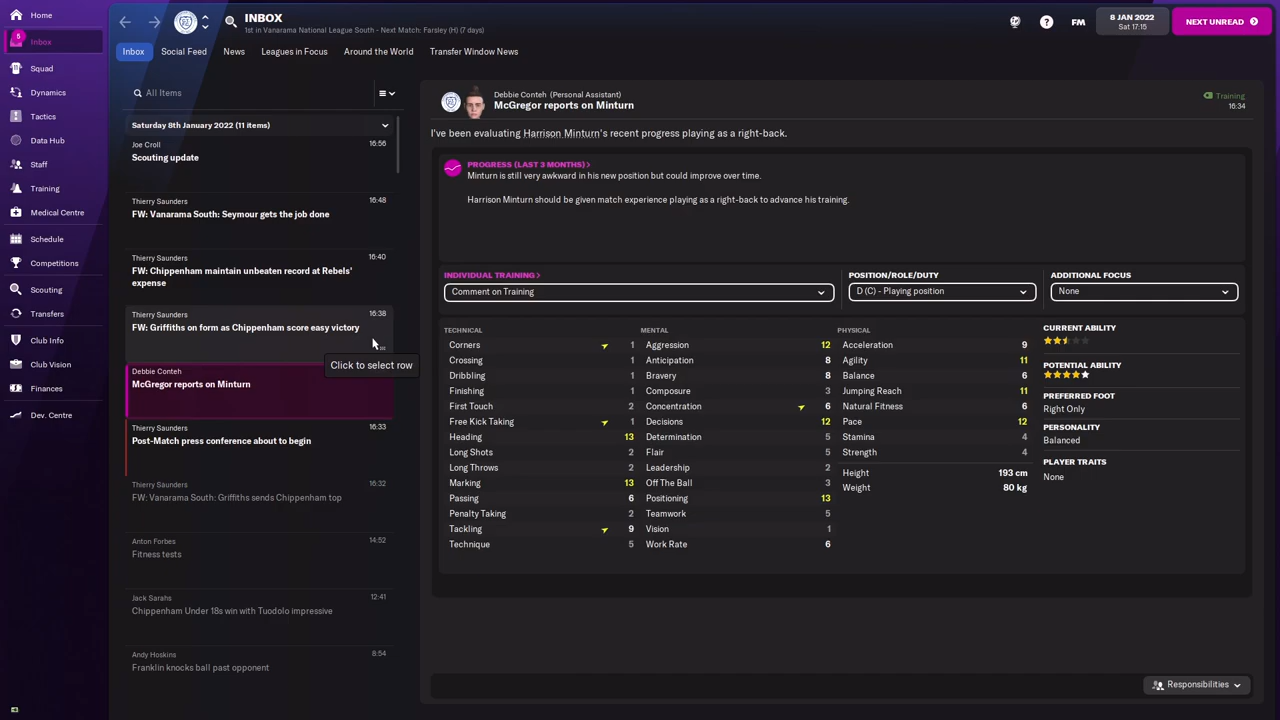 Home
5
Inbox
Squad
Dynamics
Tactics
Data Hub
Staff
Training
Medical Centre
Schedule
Competitions
Scouting
Transfers
Club Info
Club Vision
Finances
Dev. Centre
INBOX
1st in Vanarama National League South - Next Match: Farsley (H) (7 days)
?
FM
8 JAN 2022
Sat 17:15
NEXT UNREAD
Inbox
Social Feed
News
Leagues in Focus
Around the World
Transfer Window News
All Items
Saturday 8th January 2022 (11 items)
Joe Croll
16:56
Scouting update
Thierry Saunders
16:48
FW: Vanarama South: Seymour gets the job done
Thierry Saunders
16:40
FW: Chippenham maintain unbeaten record at Rebels'
expense
Thierry Saunders
16:38
FW: Griffiths on form as Chippenham score easy victory
Click to select row
Debbie Conteh
McGregor reports on Minturn
Thierry Saunders
16:33
Post-Match press conference about to begin
Thierry Saunders
16:32
FW: Vanarama South: Griffiths sends Chippenham top
Anton Forbes
14:52
Fitness tests
Jack Sarahs
12:41
Chippenham Under 18s win with Tuodolo impressive
Andy Hoskins
8:54
Franklin knocks ball past opponent
Debbie Conteh (Personal Assistant)
McGregor reports on Minturn
Training
16:34
I've been evaluating Harrison Minturn's recent progress playing as a right-back.
PROGRESS (LAST 3 MONTHS) >
Minturn is still very awkward in his new position but could improve over time.
Harrison Minturn should be given match experience playing as a right-back to advance his training.
INDIVIDUAL TRAINING >
Comment on Training
POSITION/ROLE/DUTY
D (C) - Playing position
ADDITIONAL FOCUS
None
TECHNICAL
Corners 1
Crossing 1
Dribbling 1
Finishing 1
First Touch 2
Free Kick Taking 1
Heading 13
Long Shots 2
Long Throws 2
Marking 13
Passing 6
Penalty Taking 2
Tackling 9
Technique 5
MENTAL
Aggression 12
Anticipation 8
Bravery 8
Composure 3
Concentration 6
Decisions 12
Determination 5
Flair 5
Leadership 2
Off The Ball 3
Positioning 13
Teamwork 5
Vision 1
Work Rate 6
PHYSICAL
Acceleration 9
Agility 11
Balance 6
Jumping Reach 11
Natural Fitness 6
Pace 12
Stamina 4
Strength 4
Height 193 cm
Weight 80 kg
CURRENT ABILITY
POTENTIAL ABILITY
PREFERRED FOOT
Right Only
PERSONALITY
Balanced
PLAYER TRAITS
None
Responsibilities